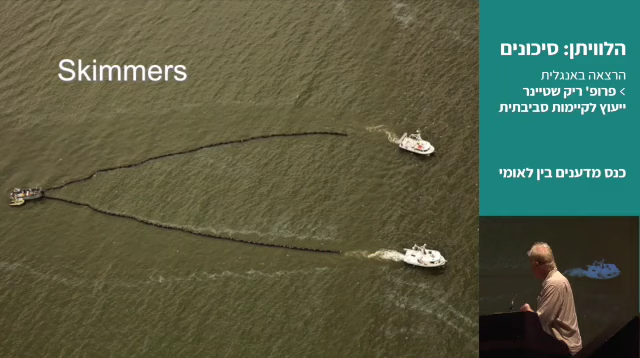 Skimmers
הלוויתן: סיכונים
הרצאה באנגלית
> פרופ' ריק שטיינר
ייעוץ לקיימות סביבתית
כנס מדענים בין לאומי